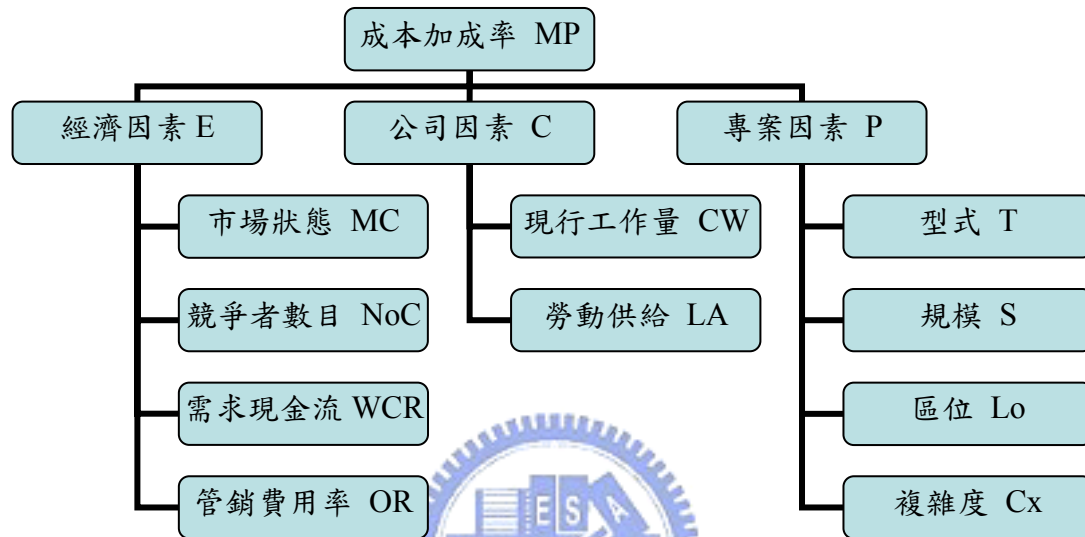 成本加成率 MP
經濟因素 E
公司因素 C
專案因素 P
市場狀態 MC
現行工作量 CW
型式 T
競爭者數目 NoC
勞動供給 LA
規模 S
需求現金流 WCR
區位 Lo
管銷費用率 OR
複雜度 Cx
ESA